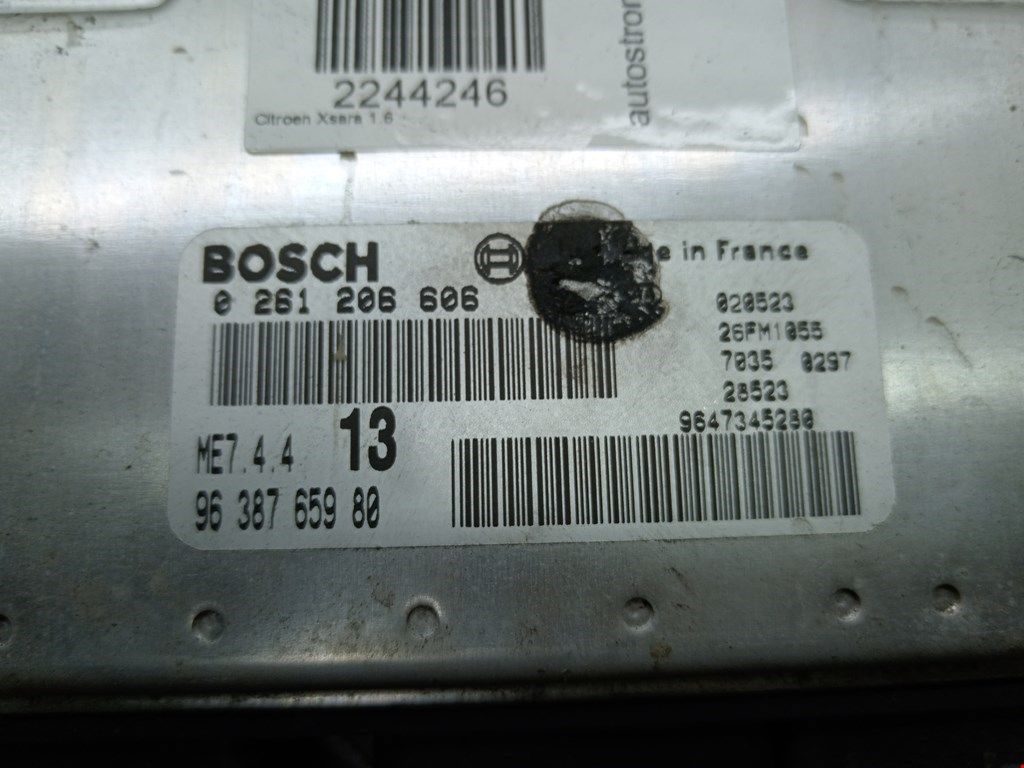 2244246
Citroen Xsara 1.6
BOSCH
in France
0 261 206 606
020523
26FM1055
7035 0297
28523
9647345280
ME7.4.4 13
96 387 659 80